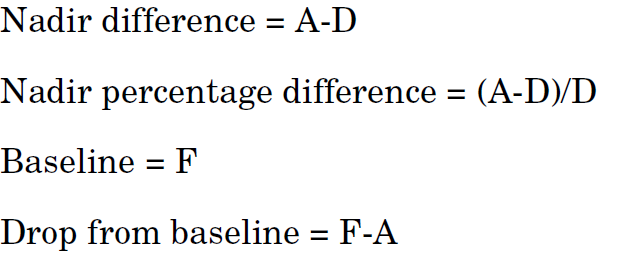 Nadir difference = A-D
Nadir percentage difference = (A-D)/D
Baseline = F
Drop from baseline = F-A